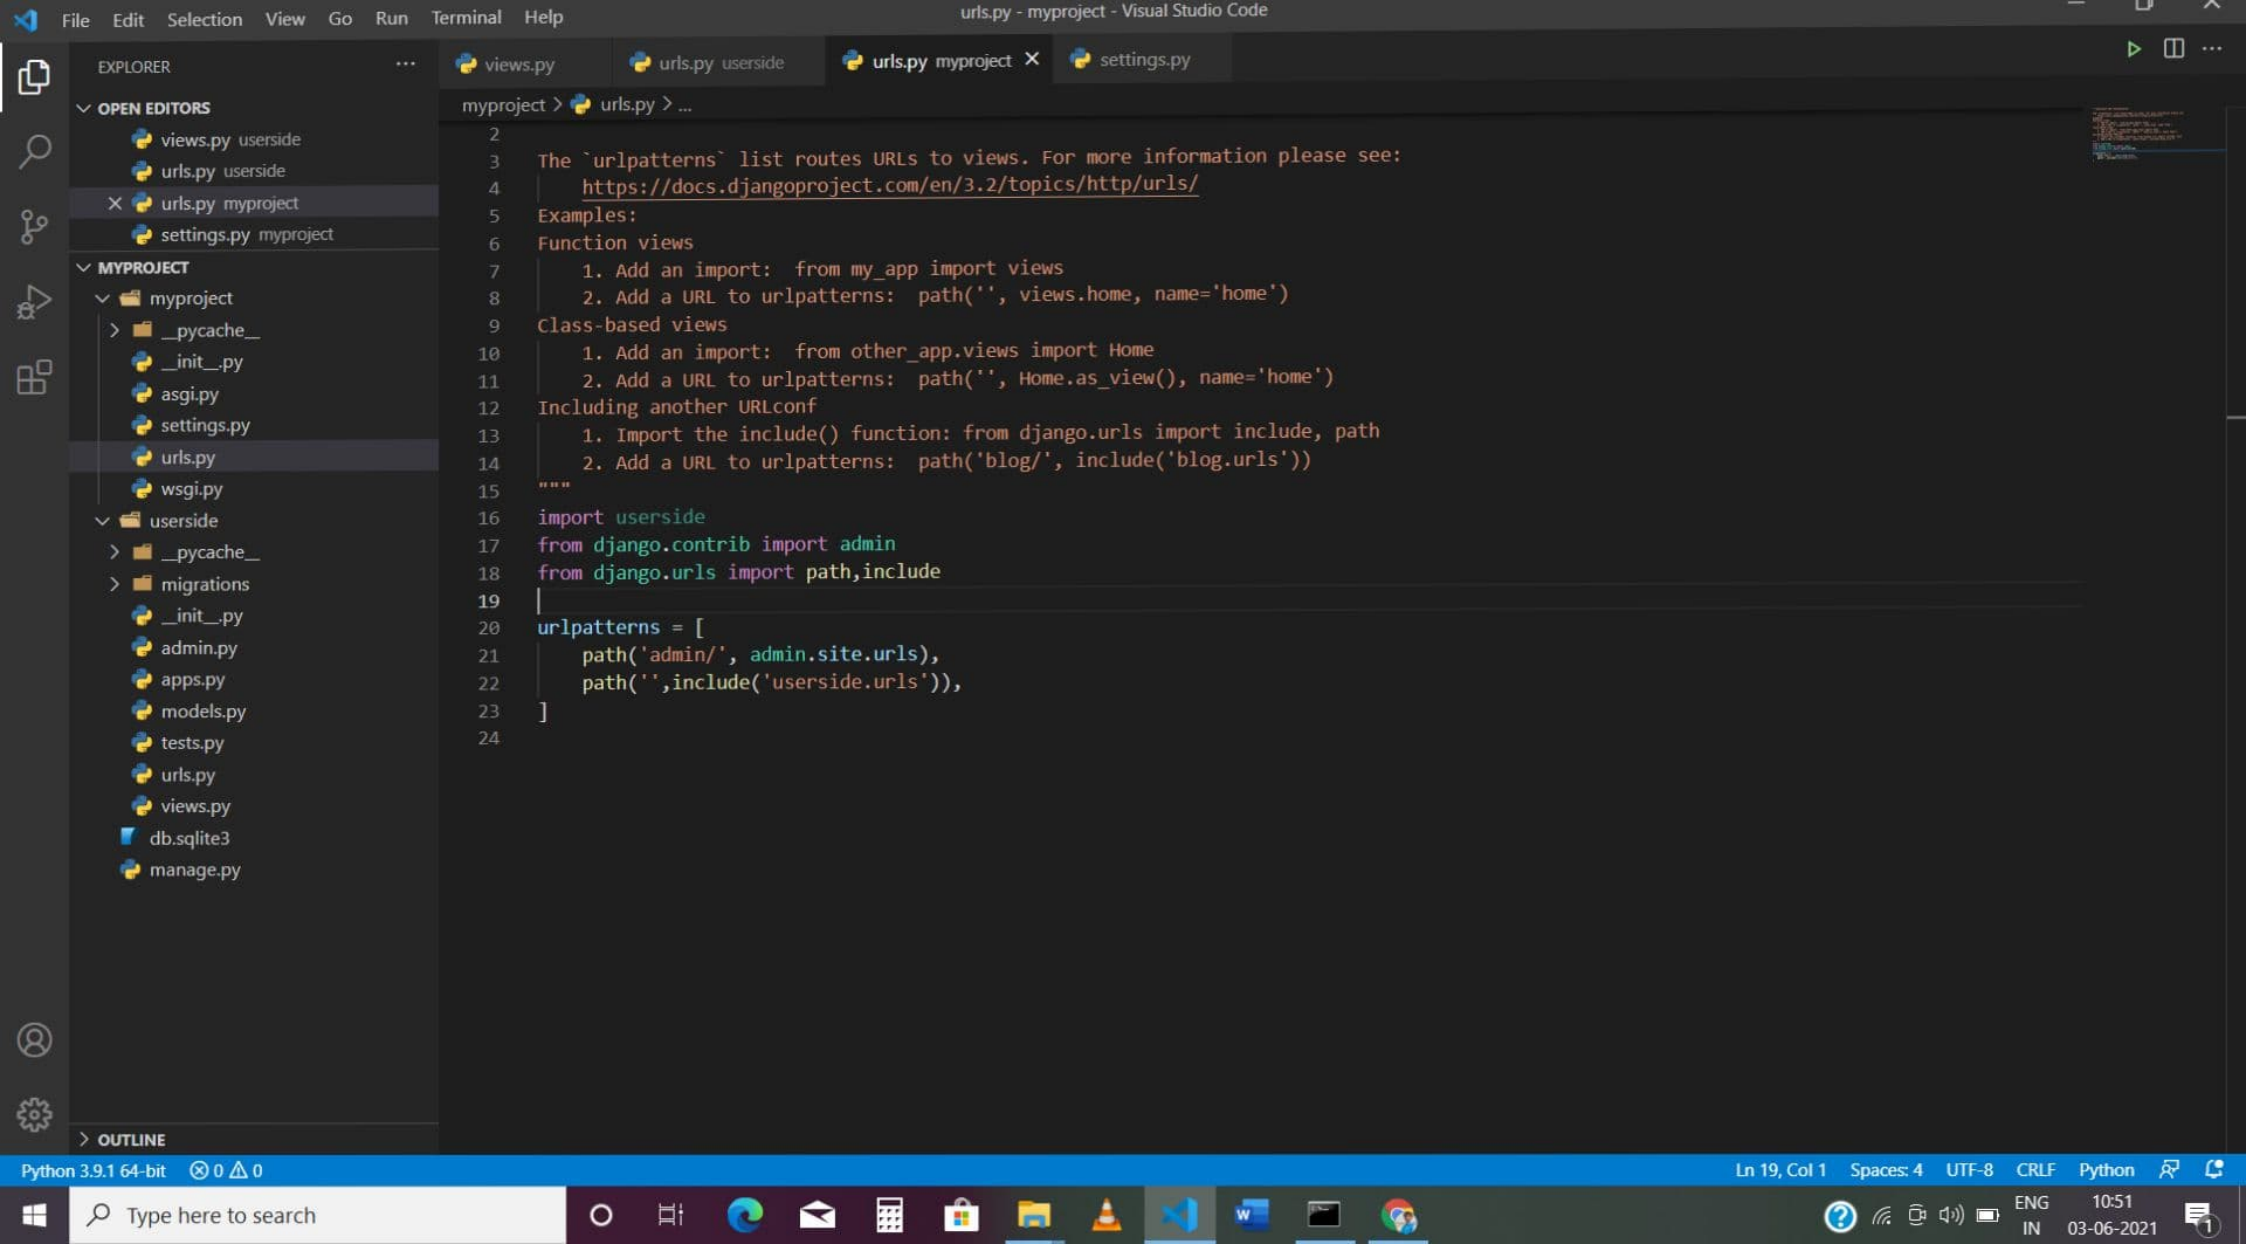 File Edit Selection View Go Run Terminal Help
urls.py - myproject - Visual Studio Code
EXPLORER
OPEN EDITORS
views.py userside
urls.py userside
urls.py myproject
settings.py myproject
MYPROJECT
myproject
__pycache__
__init__.py
asgi.py
settings.py
urls.py
wsgi.py
userside
__pycache__
migrations
__init__.py
admin.py
apps.py
models.py
tests.py
urls.py
views.py
db.sqlite3
manage.py
OUTLINE
views.py urls.py userside urls.py myproject settings.py
myproject > urls.py > ...
2
3 The `urlpatterns` list routes URLs to views. For more information please see:
4 https://docs.djangoproject.com/en/3.2/topics/http/urls/
5 Examples:
6 Function views
7 1. Add an import:  from my_app import views
8 2. Add a URL to urlpatterns:  path('', views.home, name='home')
9 Class-based views
10 1. Add an import:  from other_app.views import Home
11 2. Add a URL to urlpatterns:  path('', Home.as_view(), name='home')
12 Including another URLconf
13 1. Import the include() function: from django.urls import include, path
14 2. Add a URL to urlpatterns:  path('blog/', include('blog.urls'))
15 """
16 import userside
17 from django.contrib import admin
18 from django.urls import path,include
19
20 urlpatterns = [
21 path('admin/', admin.site.urls),
22 path('',include('userside.urls')),
23 ]
24
Python 3.9.1 64-bit 0 0 Ln 19, Col 1 Spaces: 4 UTF-8 CRLF Python
Type here to search
W
ENG
IN
10:51
03-06-2021
1